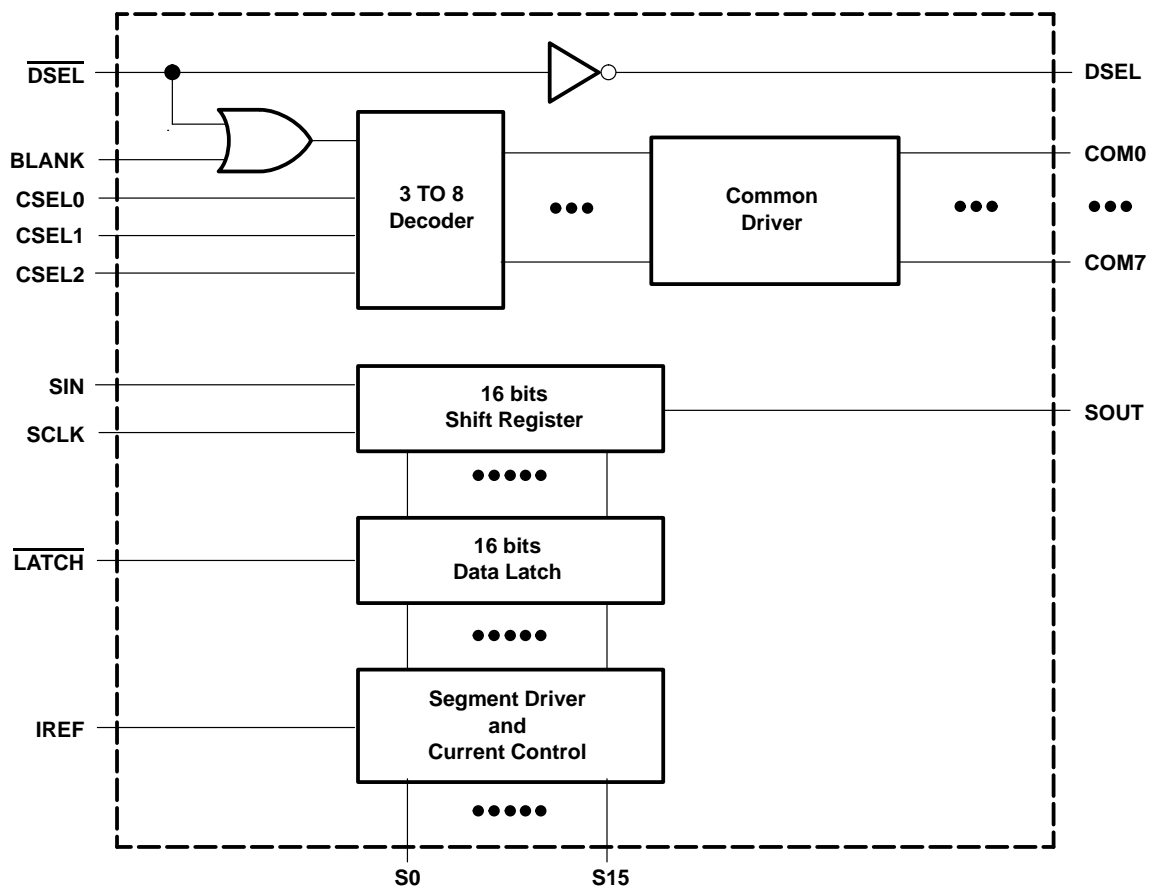 DSEL
DSEL
BLANK
COM0
CSEL0
3 TO 8
Decoder
Common
Driver
CSEL1
CSEL2
COM7
SIN
16 bits
Shift Register
SOUT
SCLK
LATCH
16 bits
Data Latch
IREF
Segment Driver
and
Current Control
S0
S15